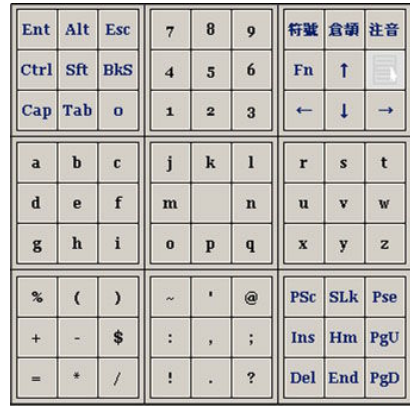 Ent Alt Esc 7 8 9 符號 倉頡 注音
Ctrl Sft BkS 4 5 6 Fn ↑
Cap Tab 0 1 2 3 ← ↓ →
a b c j k l r s t
d e f m n u v w
g h i o p q x y z
% ( ) ~ ' @ PSc SLk Pse
+ - $ : , ; Ins Hm PgU
= * / ! . ? Del End PgD